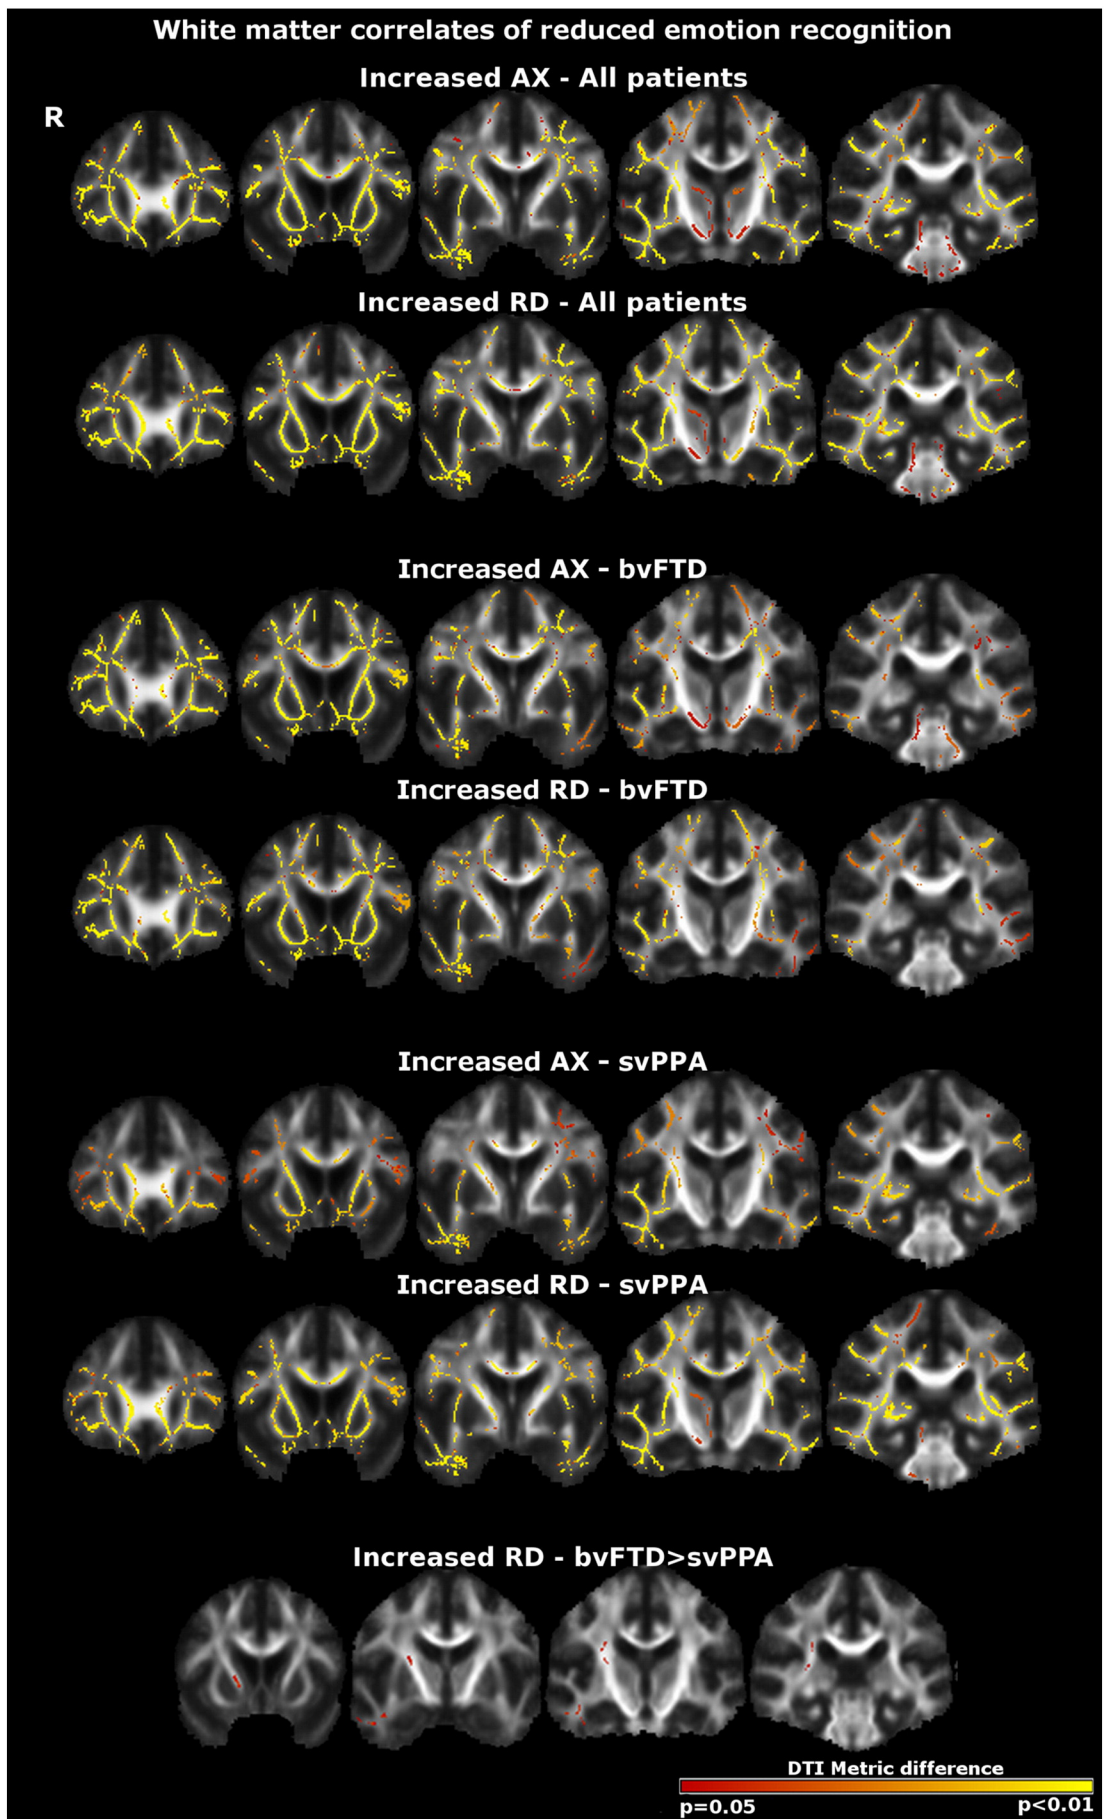 White matter correlates of reduced emotion recognition
Increased AX - All patients
R
Increased RD - All patients
Increased AX - bvFTD
Increased RD - bvFTD
Increased AX - svPPA
Increased RD - svPPA
Increased RD - bvFTD>svPPA
DTI Metric difference
p=0.05 p<0.01